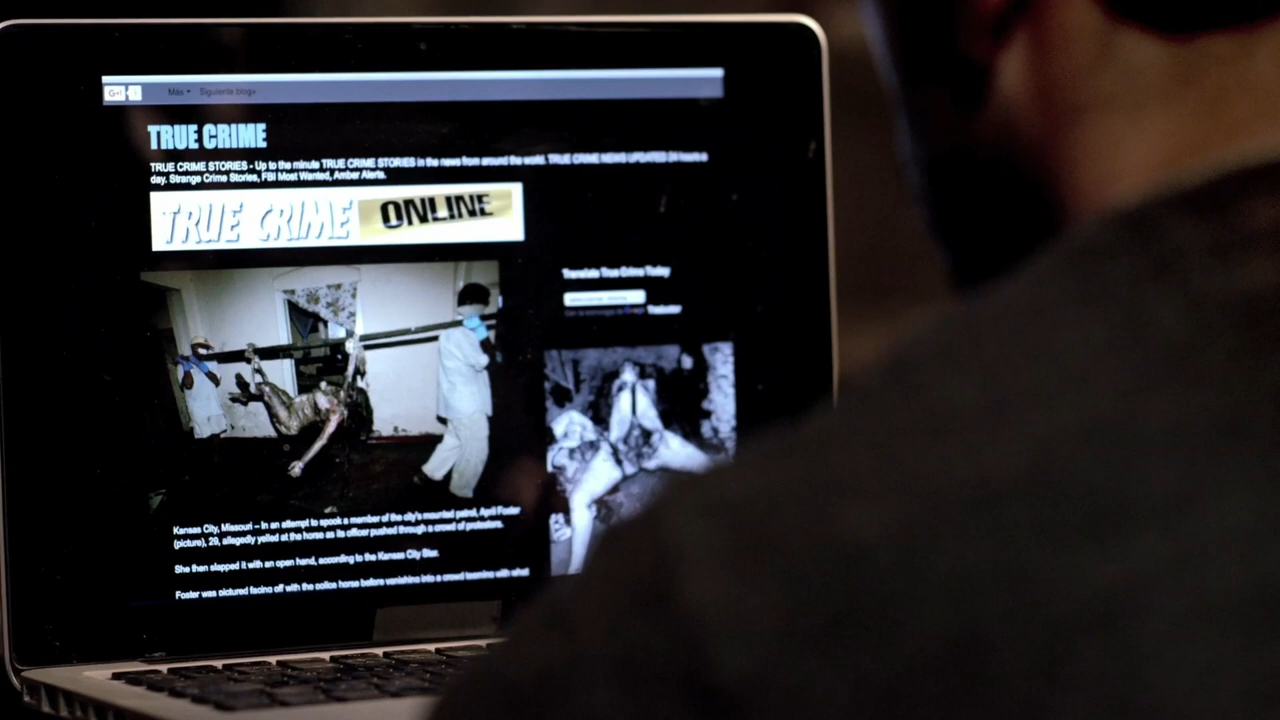 G+1
Más
Siguiente blog»
TRUE CRIME
TRUE CRIME STORIES - Up to the minute TRUE CRIME STORIES in the news from around the world. TRUE CRIME NEWS UPDATED 24 hours a
day. Strange Crime Stories, FBI Most Wanted, Amber Alerts.
TRUE CRIME ONLINE
Translate True Crime Today
Kansas City, Missouri – In an attempt to spook a member of the city's mounted patrol, April Foster
(picture), 29, allegedly yelled at the horse as its officer pushed through a crowd of protestors.
She then slapped it with an open hand, according to the Kansas City Star.
Foster was pictured facing off with the police horse before vanishing into a crowd teeming with what